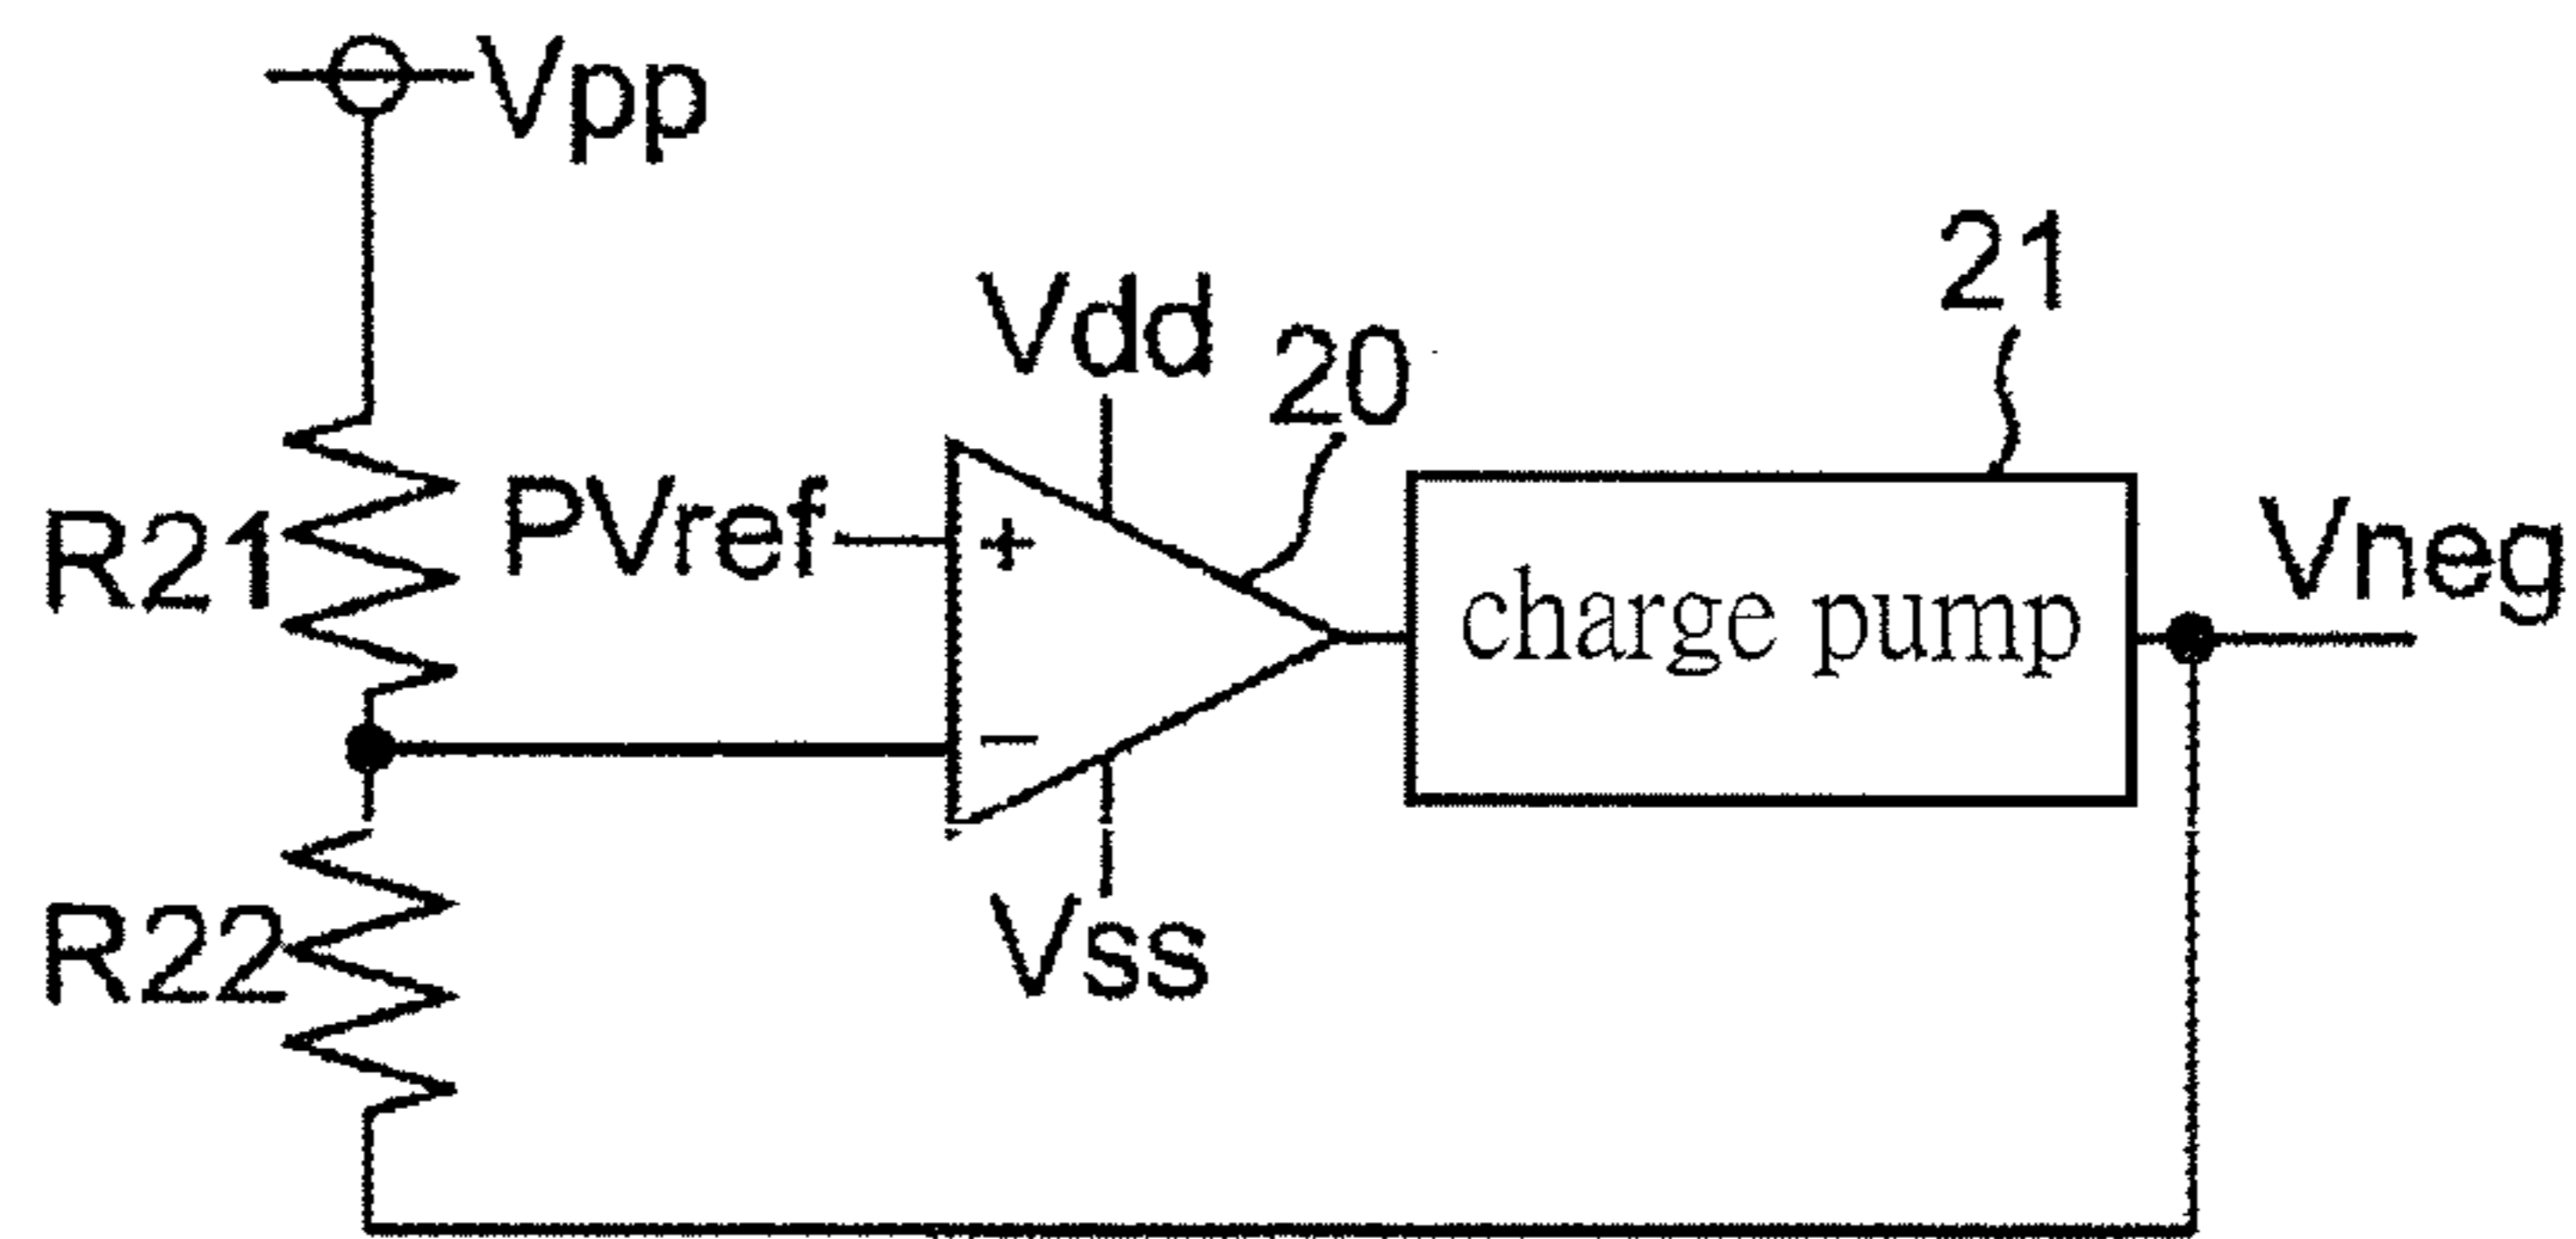 Vpp
21
Vdd
20
R21
PVref
+
charge pump
Vneg
−
R22
Vss